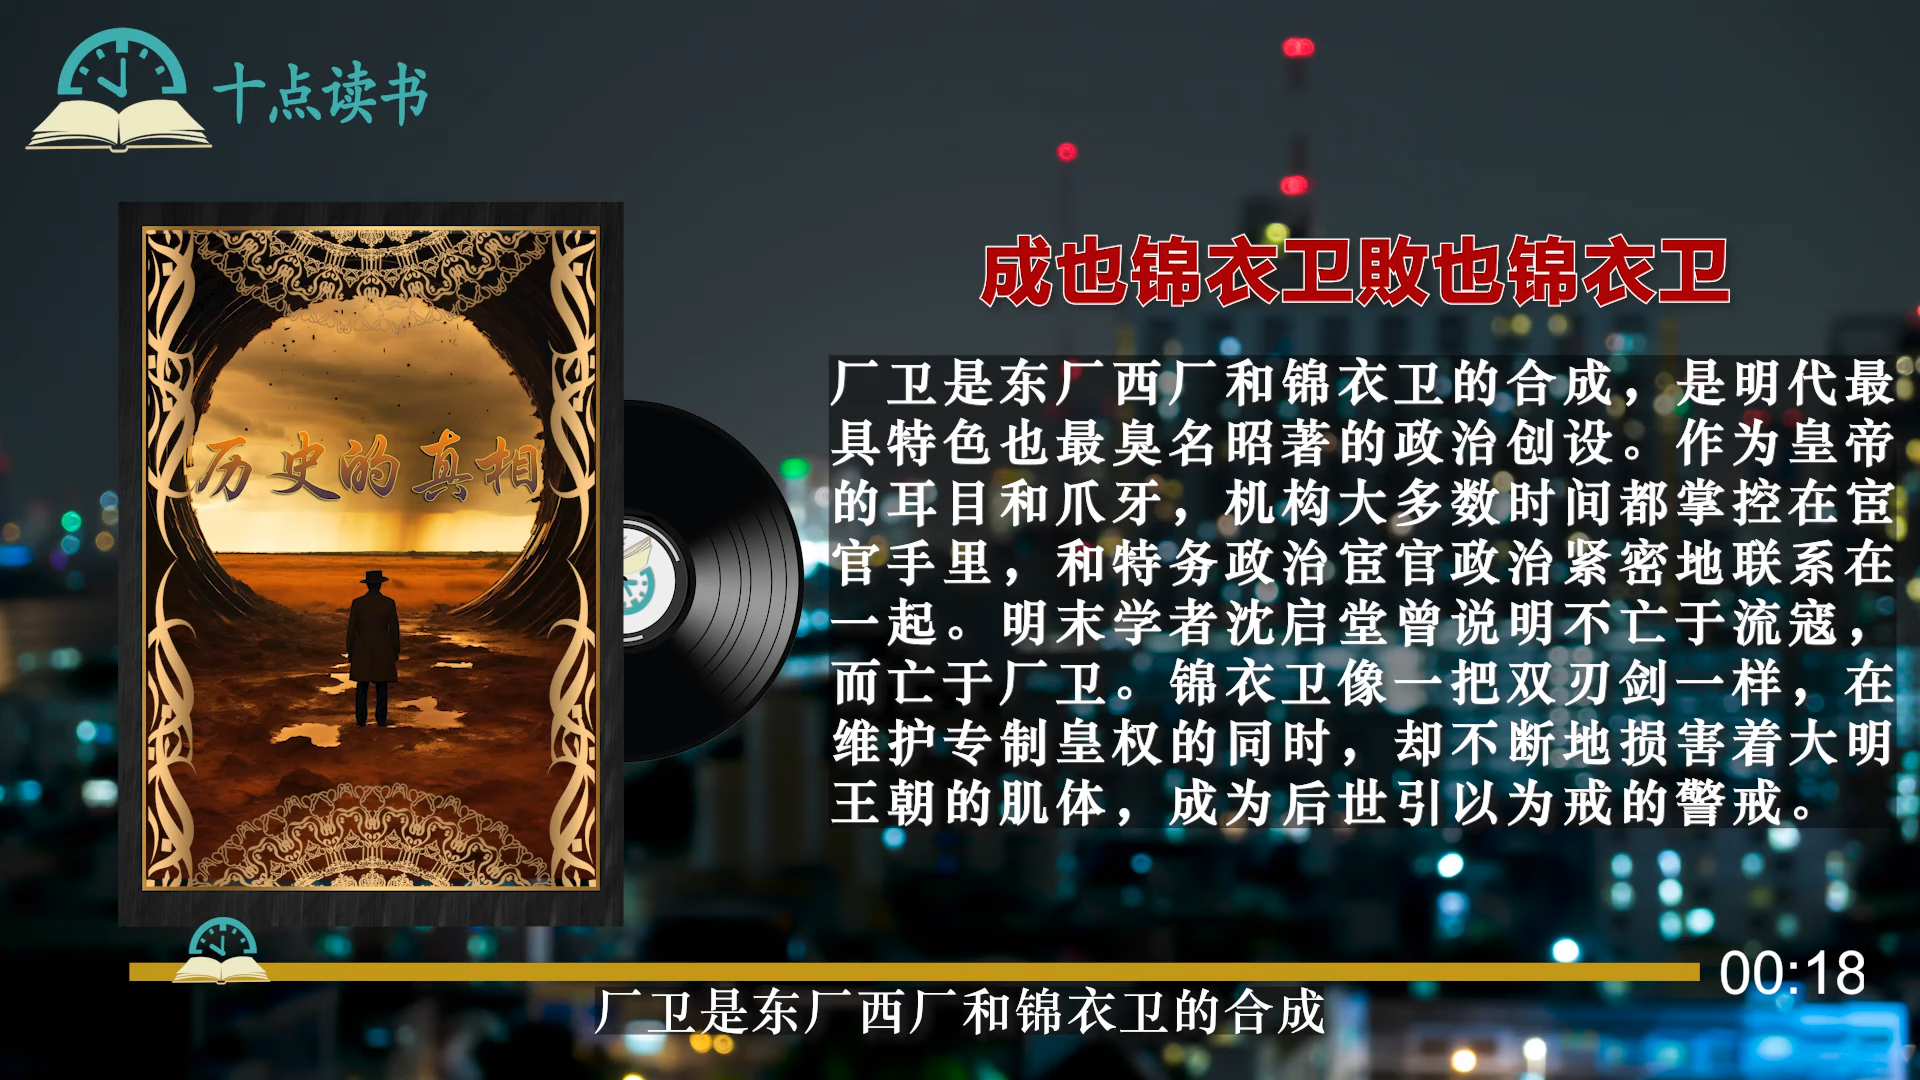 十点读书
成也锦衣卫敗也锦衣卫
历史的真相
厂卫是东厂西厂和锦衣卫的合成，是明代最
具特色也最臭名昭著的政治创设。作为皇帝
的耳目和爪牙，机构大多数时间都掌控在宦
官手里，和特务政治宦官政治紧密地联系在
一起。明末学者沈启堂曾说明不亡于流寇，
而亡于厂卫。锦衣卫像一把双刃剑一样，在
维护专制皇权的同时，却不断地损害着大明
王朝的肌体，成为后世引以为戒的警戒。
00:18
厂卫是东厂西厂和锦衣卫的合成